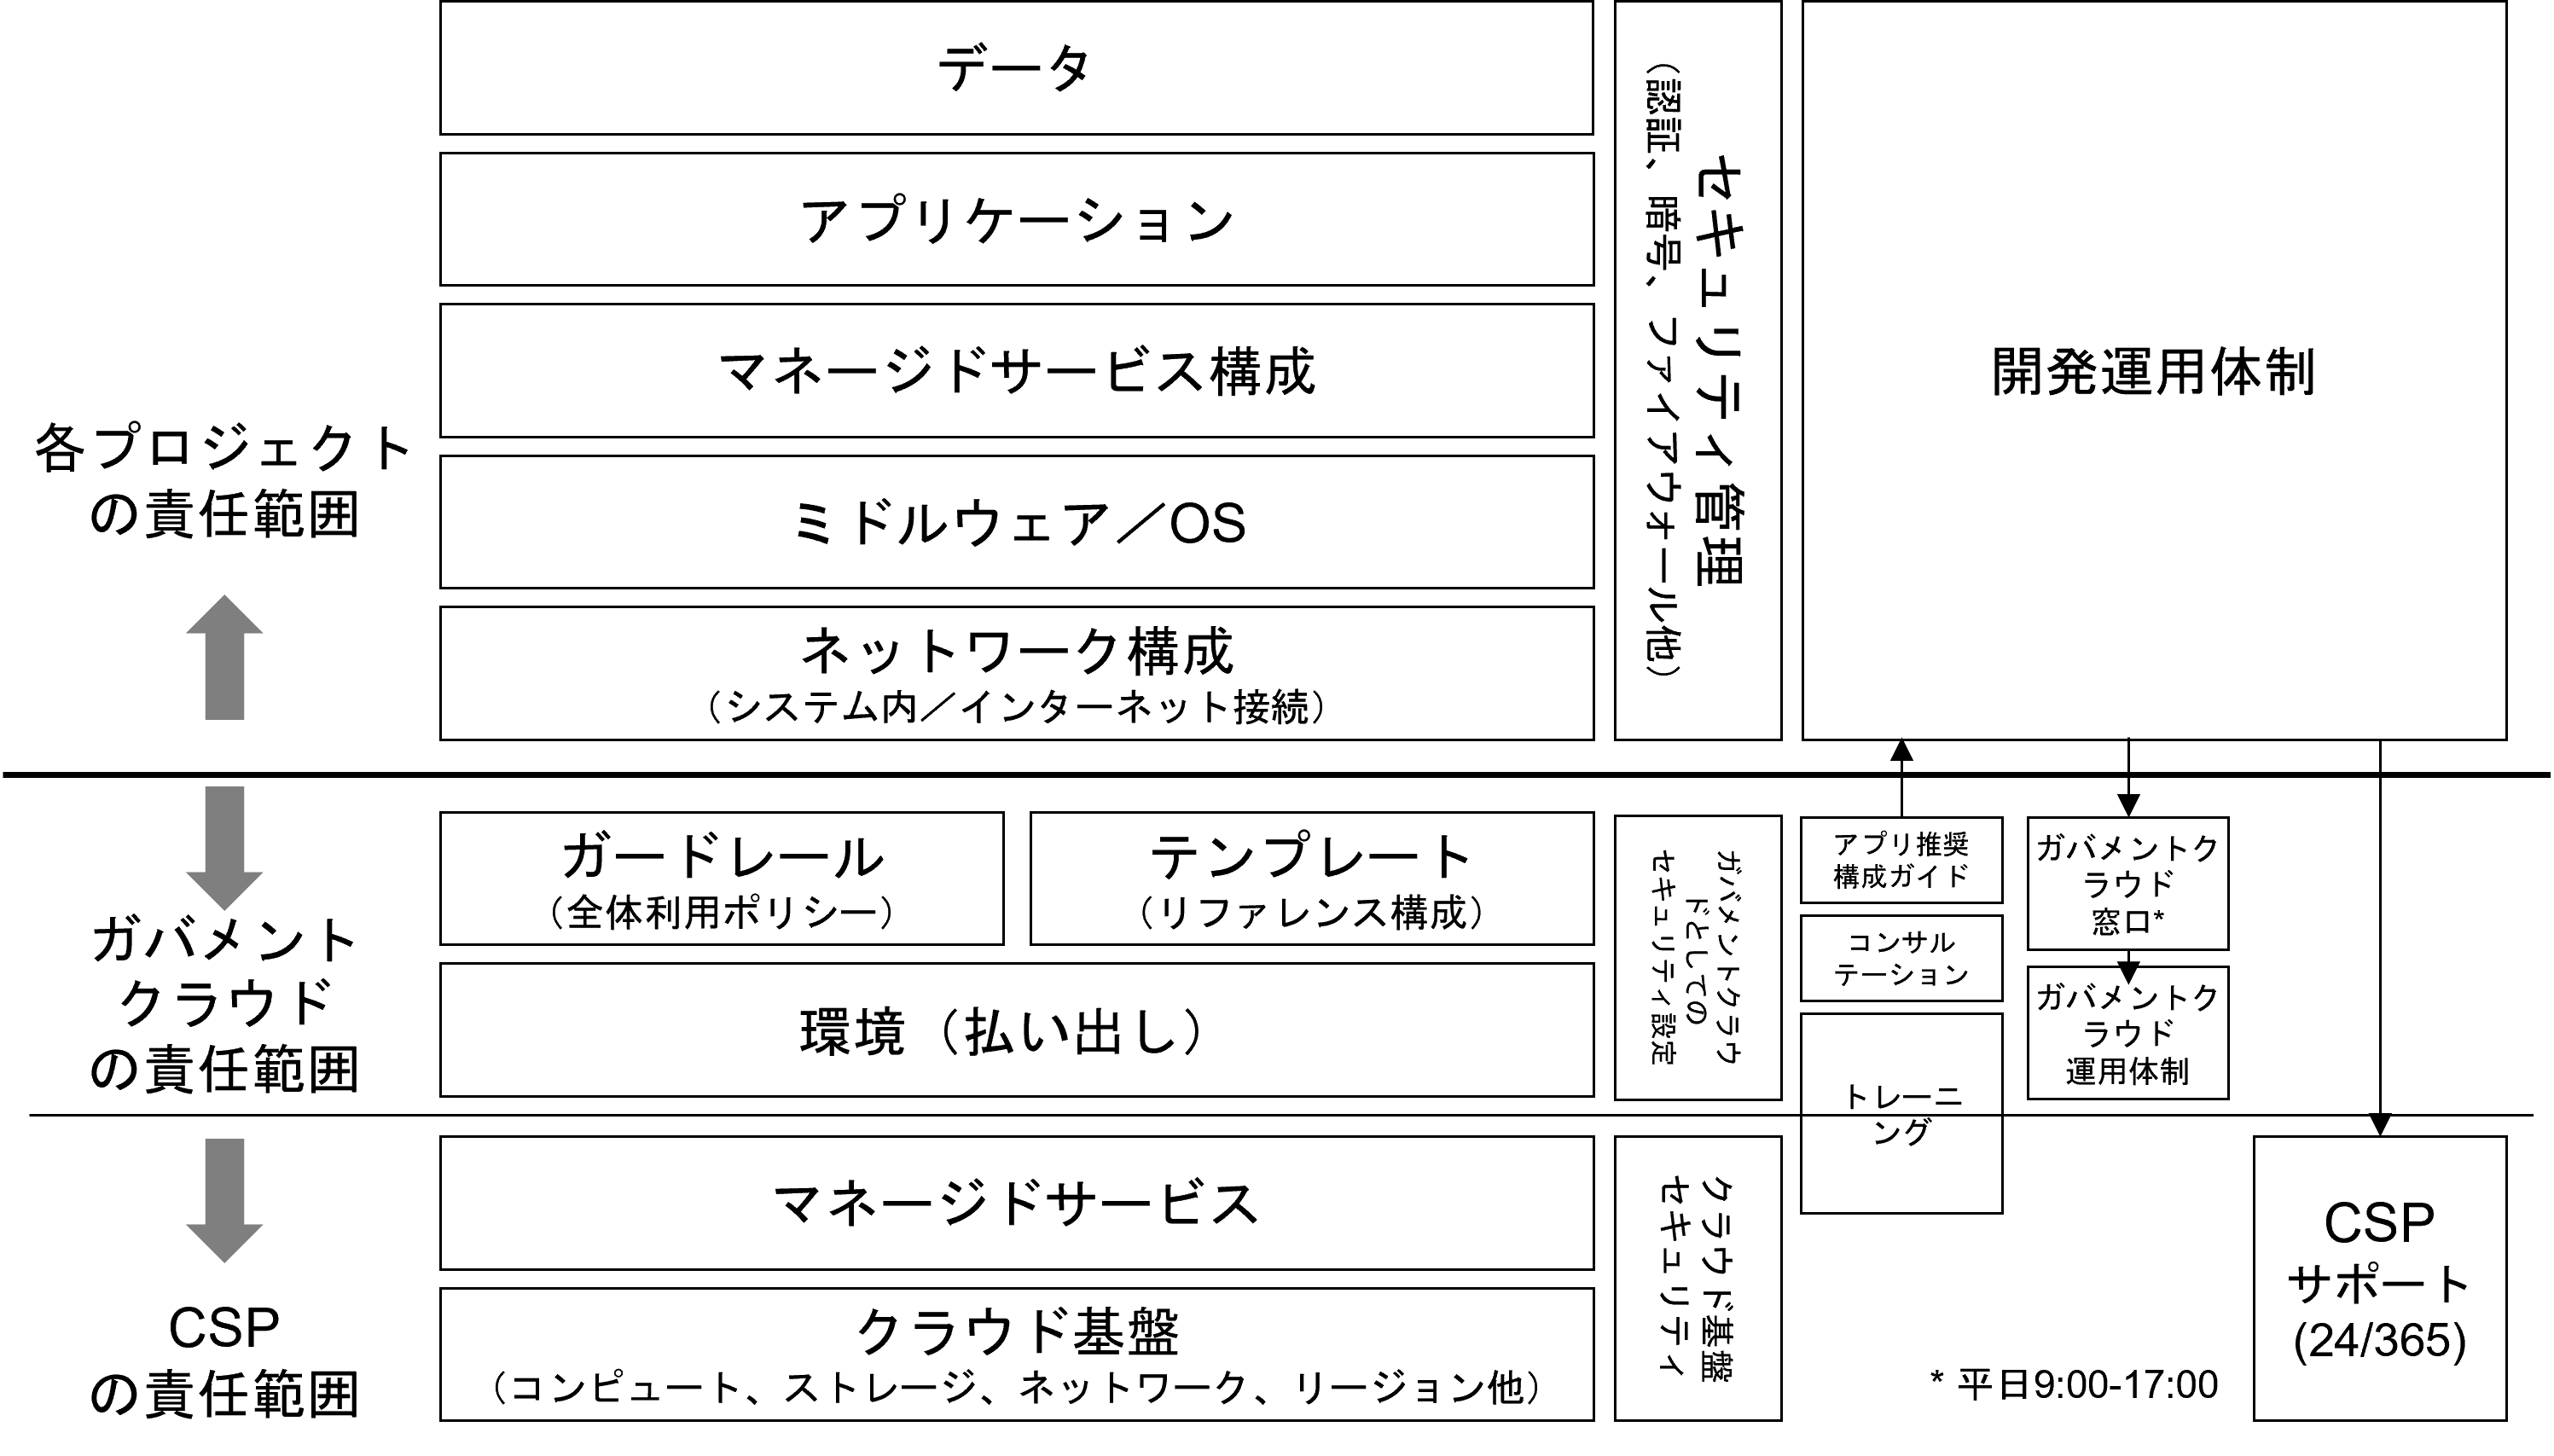 データ
アプリケーション
マネージドサービス構成
ミドルウェア／OS
ネットワーク構成
（システム内／インターネット接続）
セキュリティ管理
（認証、暗号、ファイアウォール他）
開発運用体制
各プロジェクト
の責任範囲
ガードレール
（全体利用ポリシー）
テンプレート
（リファレンス構成）
環境（払い出し）
ガバメントクラウ
ドとしての
セキュリティ設定
アプリ推奨
構成ガイド
コンサル
テーション
トレーニ
ング
ガバメントク
ラウド
窓口*
ガバメントク
ラウド
運用体制
ガバメント
クラウド
の責任範囲
マネージドサービス
クラウド基盤
（コンピュート、ストレージ、ネットワーク、リージョン他）
クラウド基盤
セキュリティ
CSP
サポート
(24/365)
* 平日9:00-17:00
CSP
の責任範囲